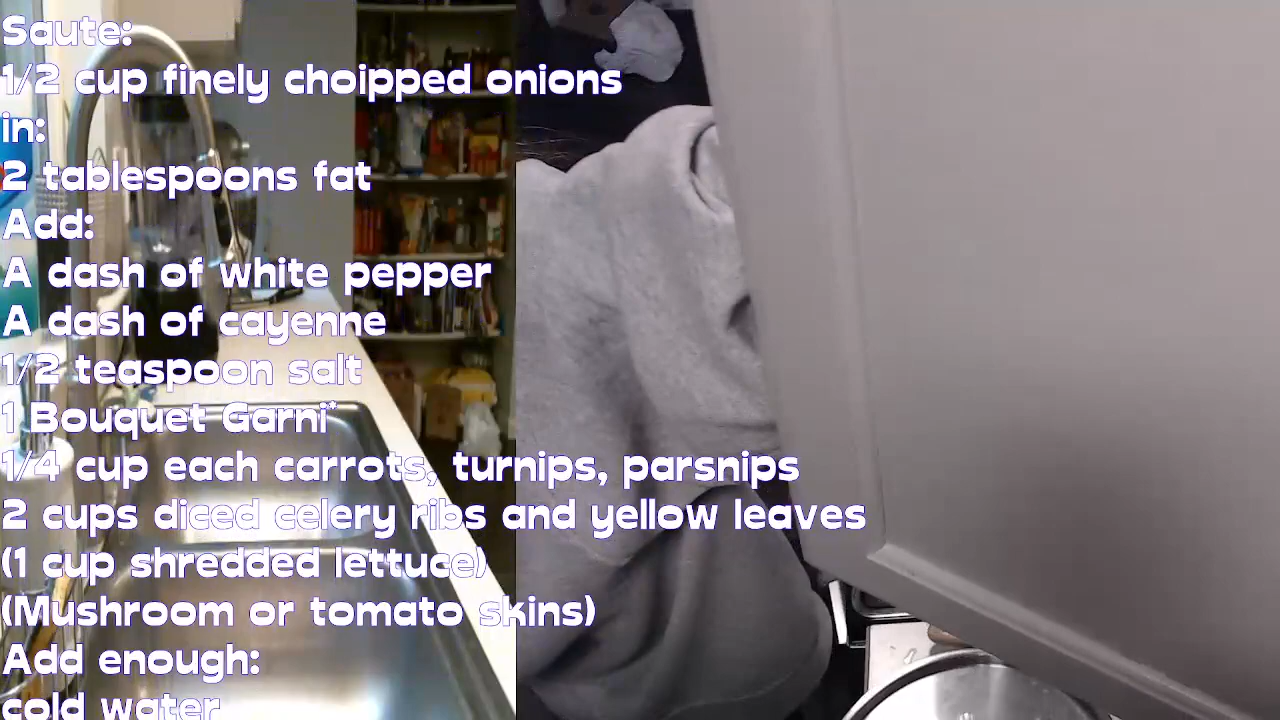 Saute:
1/2 cup finely choipped onions
in:
2 tablespoons fat
Add:
A dash of white pepper
A dash of cayenne
1/2 teaspoon salt
1 Bouquet Garni*
1/4 cup each carrots, turnips, parsnips
2 cups diced celery ribs and yellow leaves
(1 cup shredded lettuce)
(Mushroom or tomato skins)
Add enough:
cold water